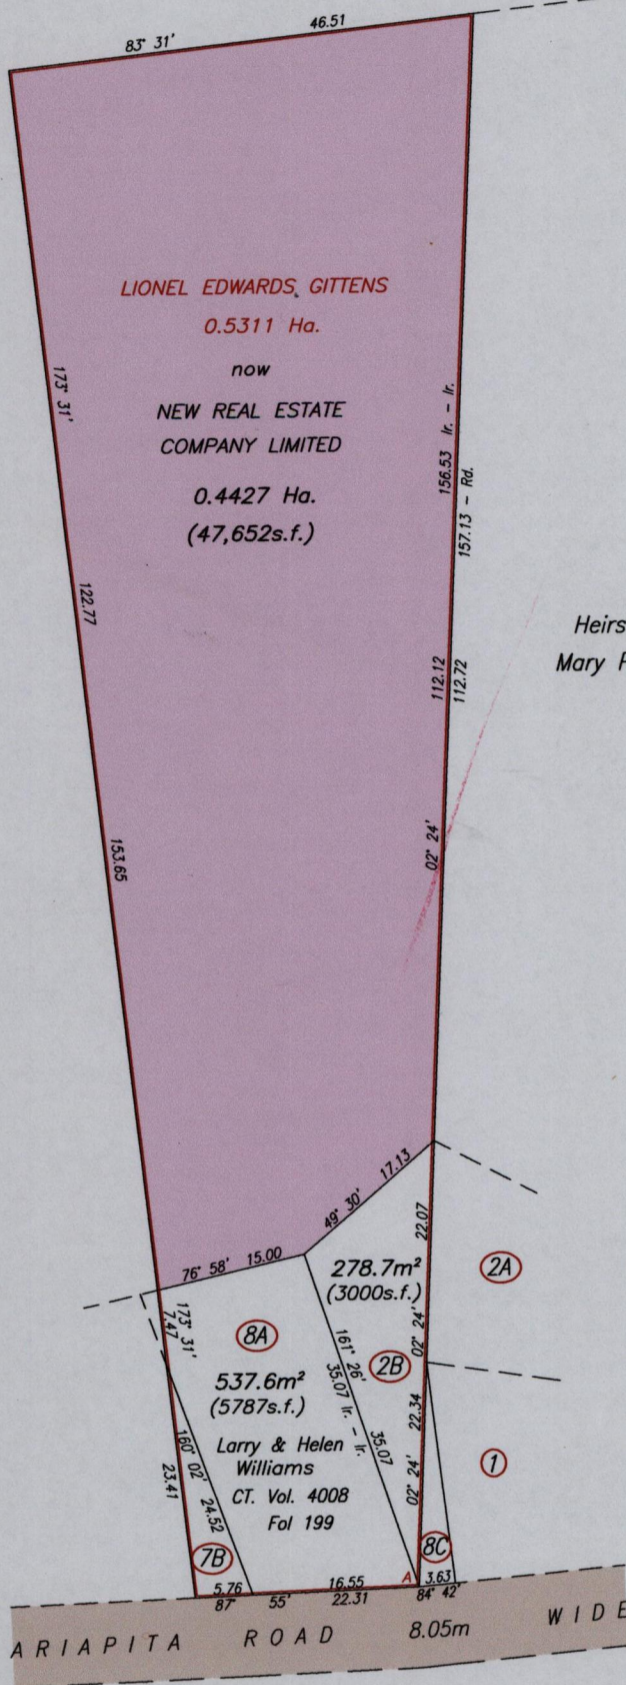 83° 31'
46.51
LIONEL EDWARDS GITTENS
0.5311 Ha.
now
NEW REAL ESTATE
COMPANY LIMITED
0.4427 Ha.
(47,652s.f.)
173° 31'
122.77
153.65
156.53 Ir. - Ir.
157.13 - Rd.
112.12
112.72
02° 24'
Heirs
Mary
49° 30'
17.13
76° 58'
15.00
278.7m²
(3000s.f.)
22.07
02° 24'
2A
173° 31'
7.47
8A
161° 26'
35.07 Ir. - Ir.
35.07
2B
537.6m²
(5787s.f.)
Larry & Helen
Williams
CT. Vol. 4008
Fol 199
160° 02'
24.52
23.41
22.34
02° 24'
1
7B
8C
A
5.76
16.55
3.63
87° 55'
22.31
84° 42'
ARIAPITA ROAD 8.05m WIDE